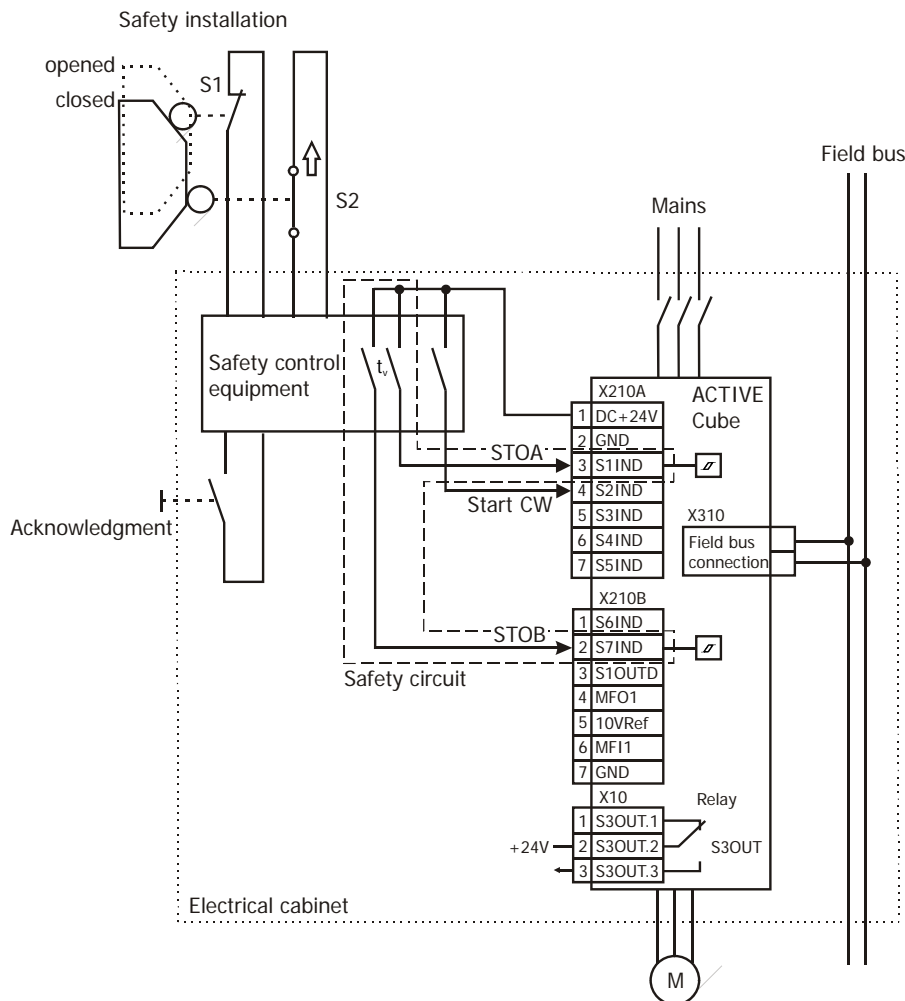 Safety installation
opened
closed
S1
S2
Field bus
Mains
Safety control
equipment
tv
X210A
ACTIVE
Cube
1 DC+24V
2 GND
STOA
3 S1IND
Start CW
4 S2IND
5 S3IND
6 S4IND
7 S5IND
X310
Field bus
connection
Acknowledgment
X210B
1 S6IND
STOB
2 S7IND
Safety circuit
3 S1OUTD
4 MFO1
5 10VRef
6 MFI1
7 GND
X10
Relay
1 S3OUT.1
+24V
2 S3OUT.2
S3OUT
3 S3OUT.3
Electrical cabinet
M